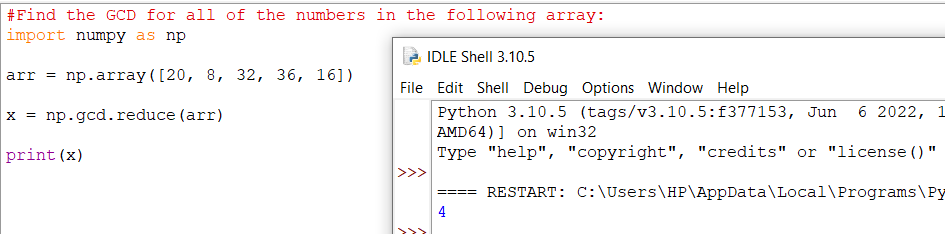 #Find the GCD for all of the numbers in the following array:
import numpy as np
arr = np.array([20, 8, 32, 36, 16])
x = np.gcd.reduce(arr)
print(x)
IDLE Shell 3.10.5
File Edit Shell Debug Options Window Help
Python 3.10.5 (tags/v3.10.5:f377153, Jun  6 2022, 1
AMD64)] on win32
Type "help", "copyright", "credits" or "license()"
>>>
==== RESTART: C:\Users\HP\AppData\Local\Programs\Py
4
>>>